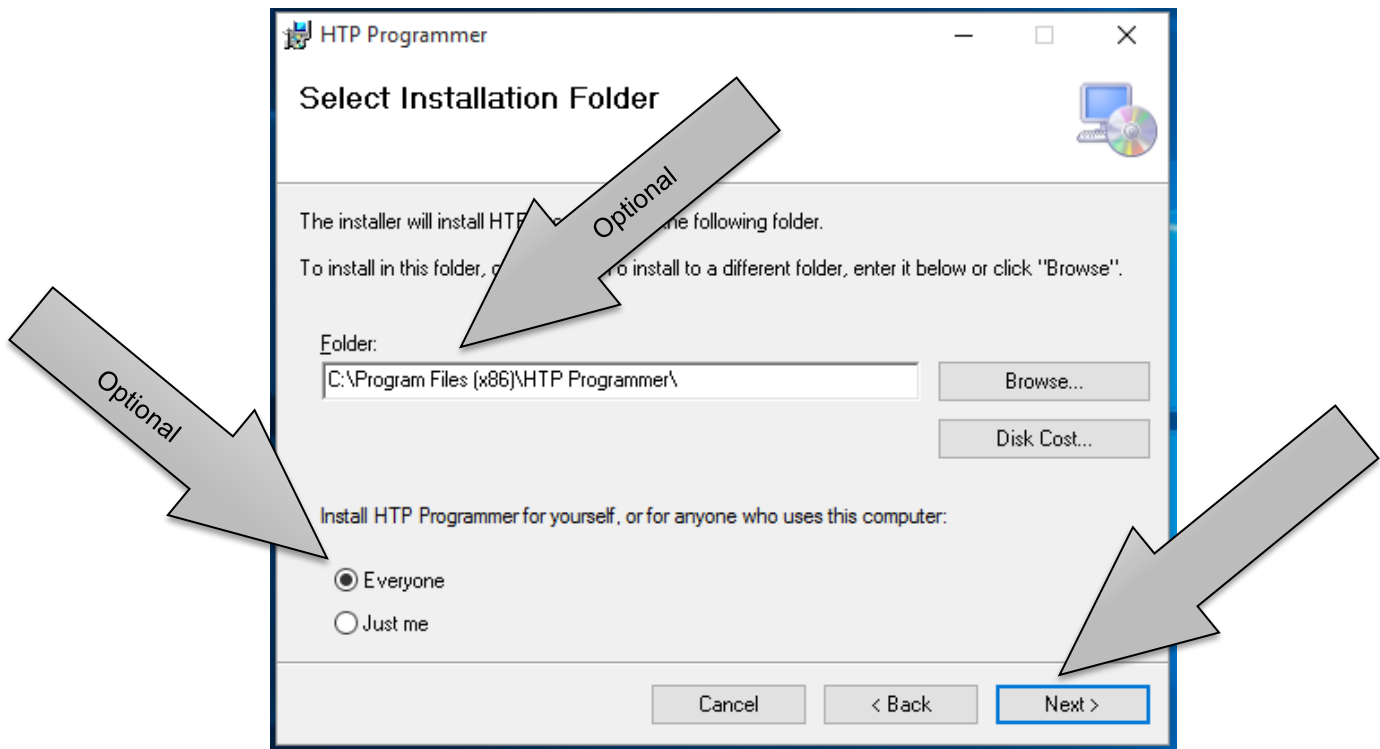 HTP Programmer
Select Installation Folder
Optional
The installer will install HTP the following folder.
To install in this folder, To install to a different folder, enter it below or click "Browse".
Folder:
C:\Program Files (x86)\HTP Programmer\
Browse...
Optional
Disk Cost...
Install HTP Programmer for yourself, or for anyone who uses this computer:
Everyone
Just me
Cancel
< Back
Next >